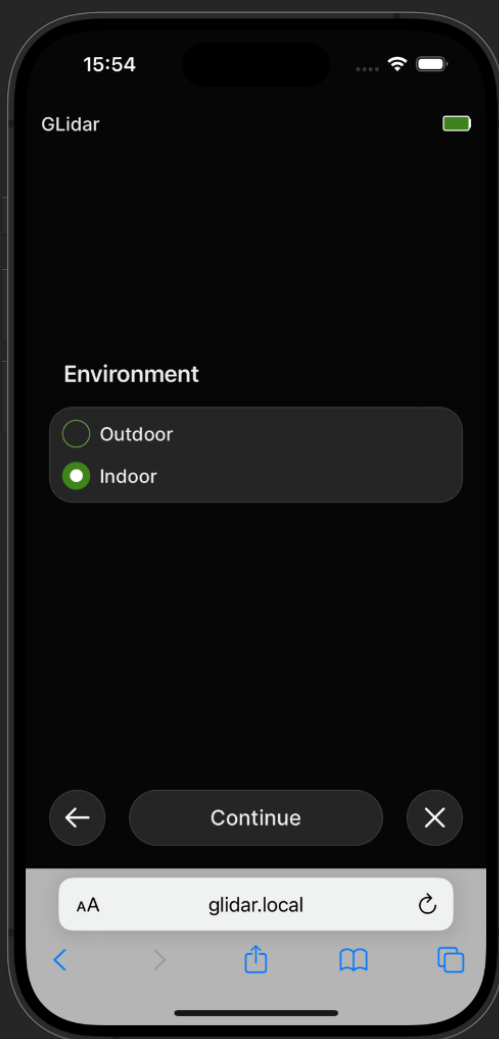 15:54
GLidar
Environment
Outdoor
Indoor
Continue
AA
glidar.local